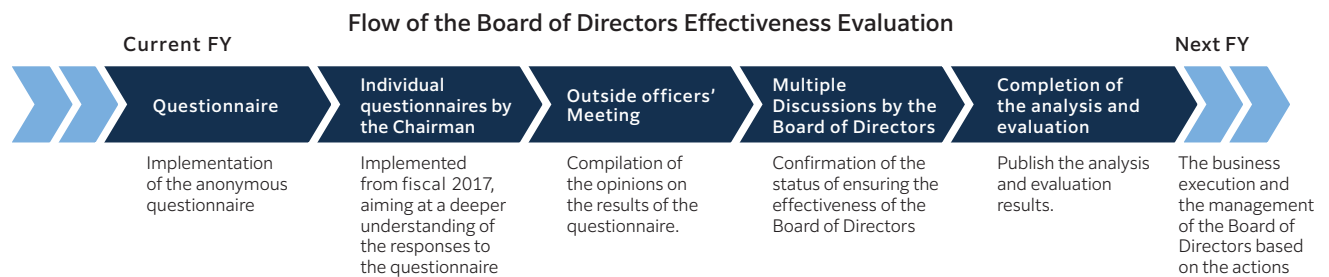 Flow of the Board of Directors Effectiveness Evaluation
Current FY
Next FY
Questionnaire
Individual
questionnaires by
the Chairman
Outside officers'
Meeting
Multiple
Discussions by the
Board of Directors
Completion of
the analysis and
evaluation
Implementation
of the anonymous
questionnaire
Implemented
from fiscal 2017,
aiming at a deeper
understanding of
the responses to
the questionnaire
Compilation of
the opinions on
the results of the
questionnaire.
Confirmation of the
status of ensuring the
effectiveness of the
Board of Directors
Publish the analysis
and evaluation
results.
The business
execution and
the management
of the Board of
Directors based
on the actions